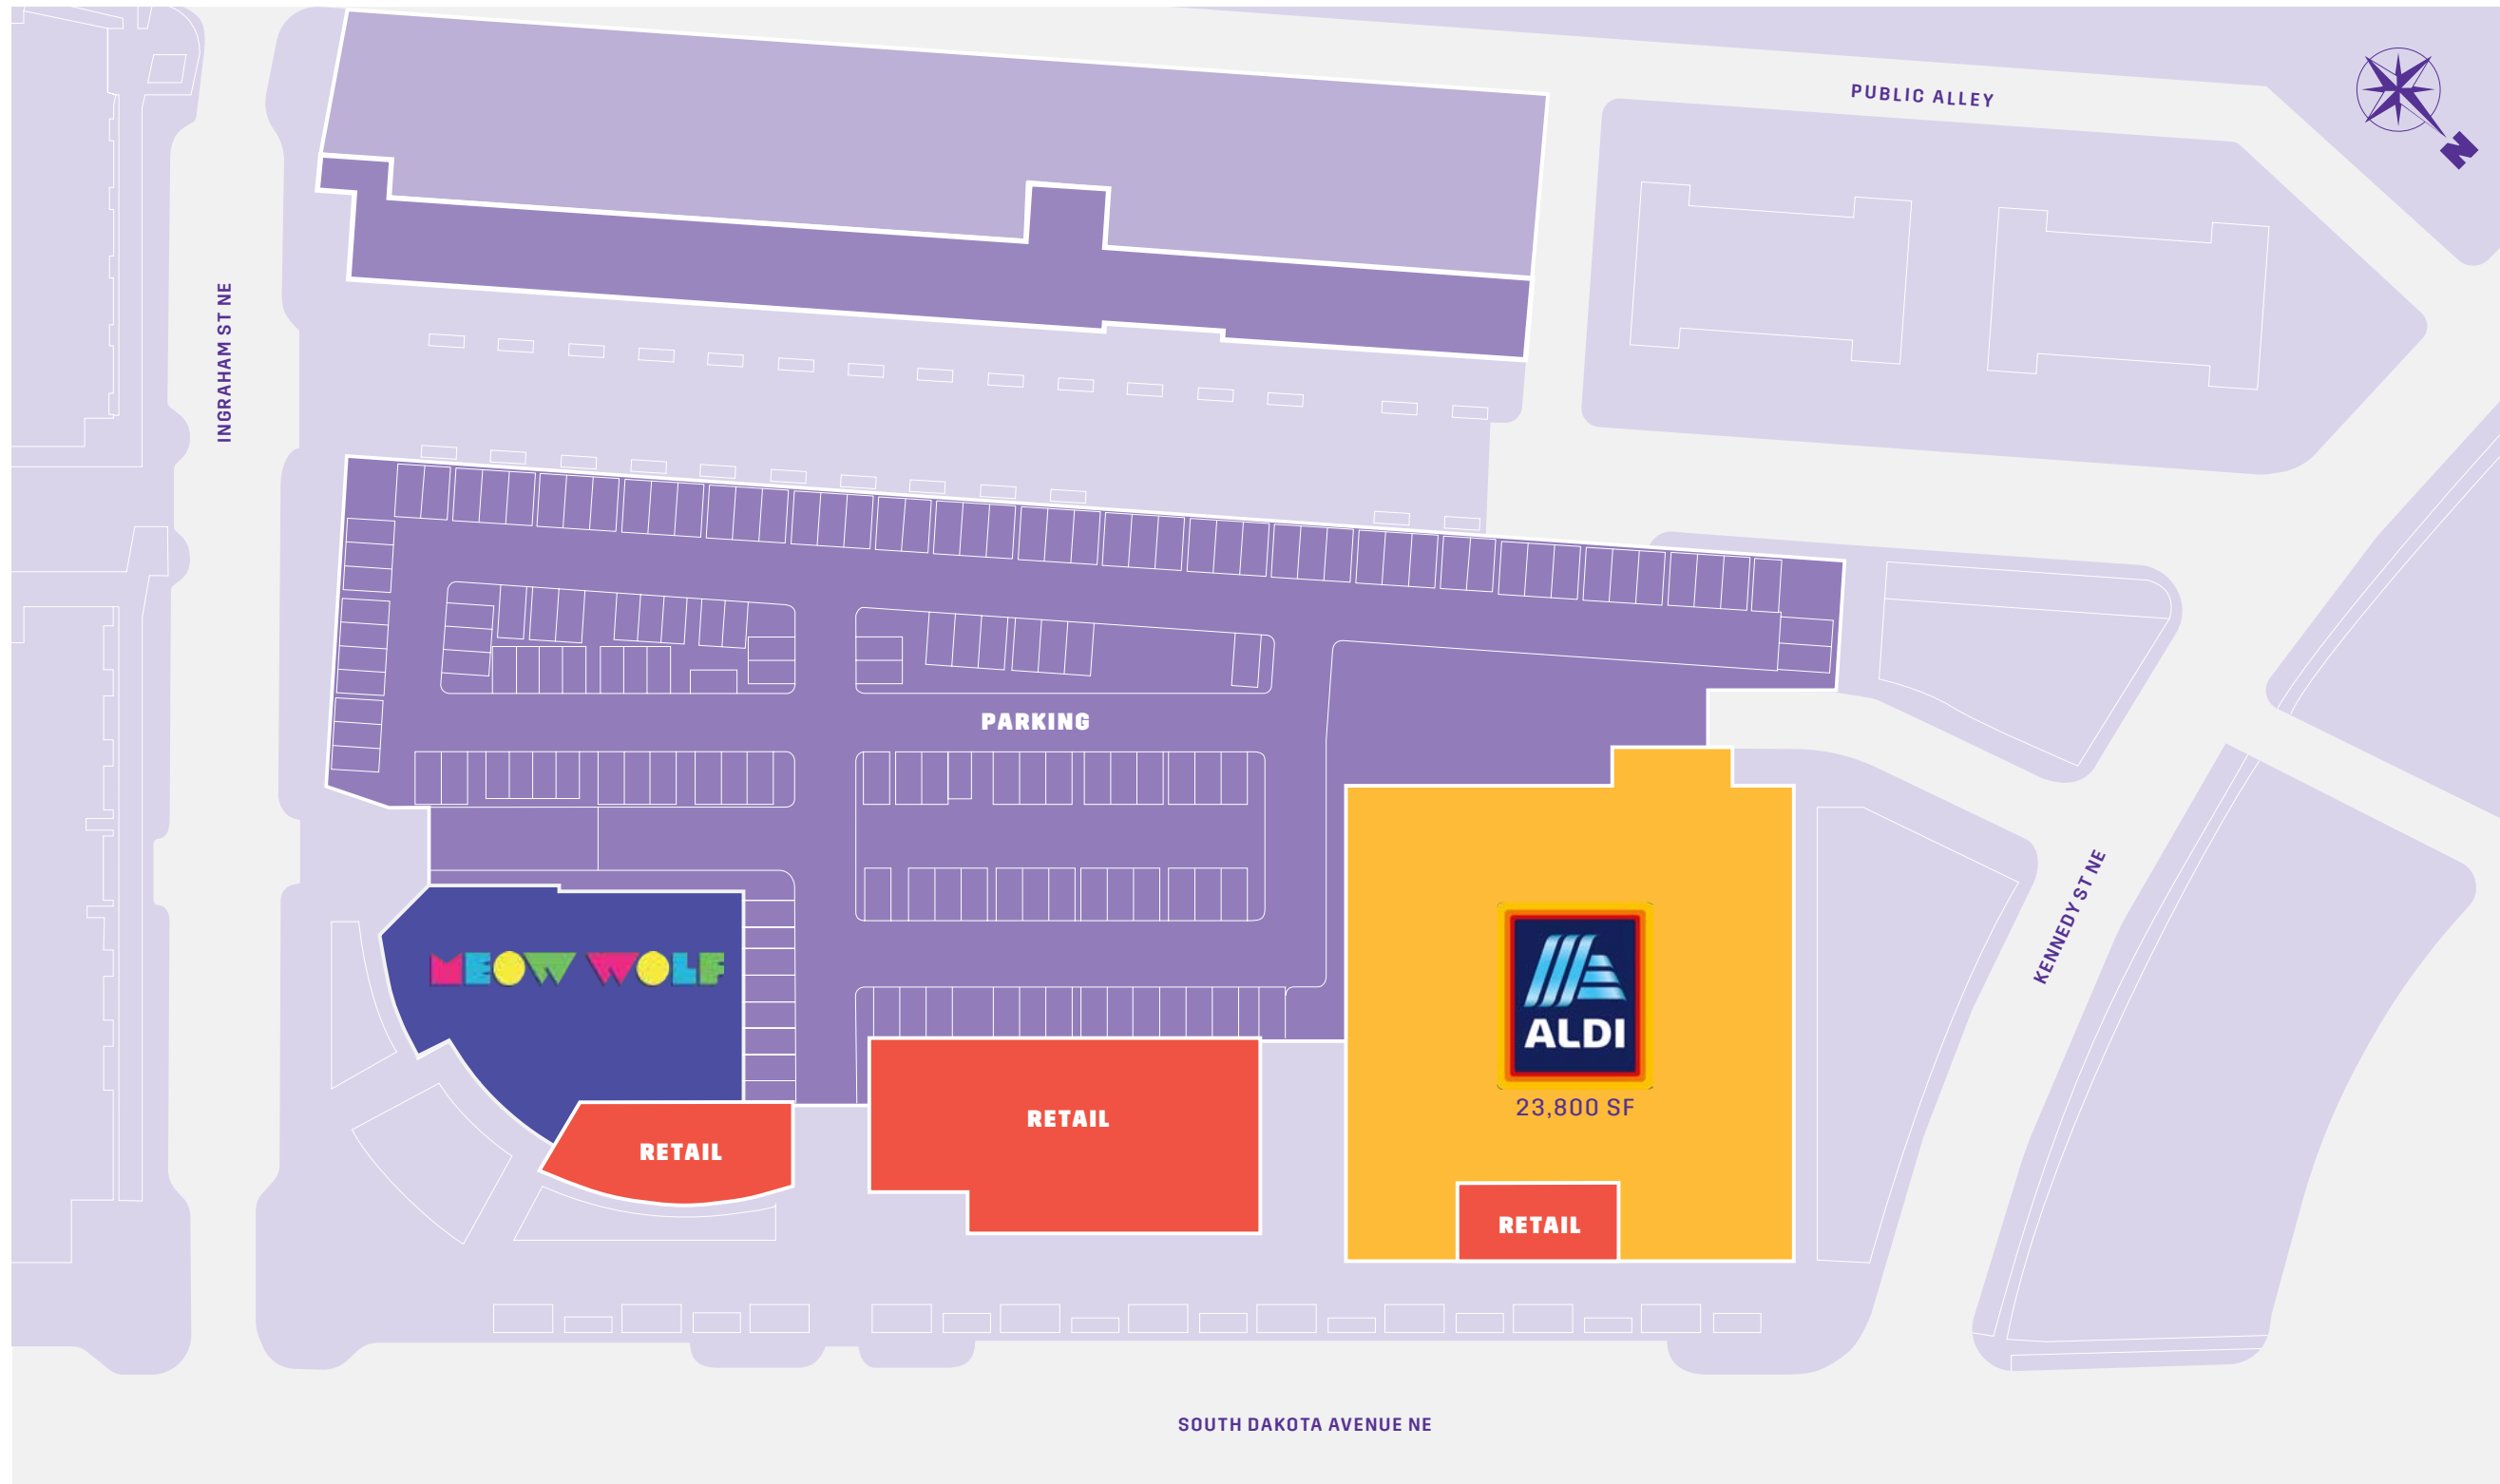 PUBLIC ALLEY
N
INGRAHAM ST NE
PARKING
KENNEDY ST NE
MEOW WOLF
ALDI
23,800 SF
RETAIL
RETAIL
RETAIL
SOUTH DAKOTA AVENUE NE